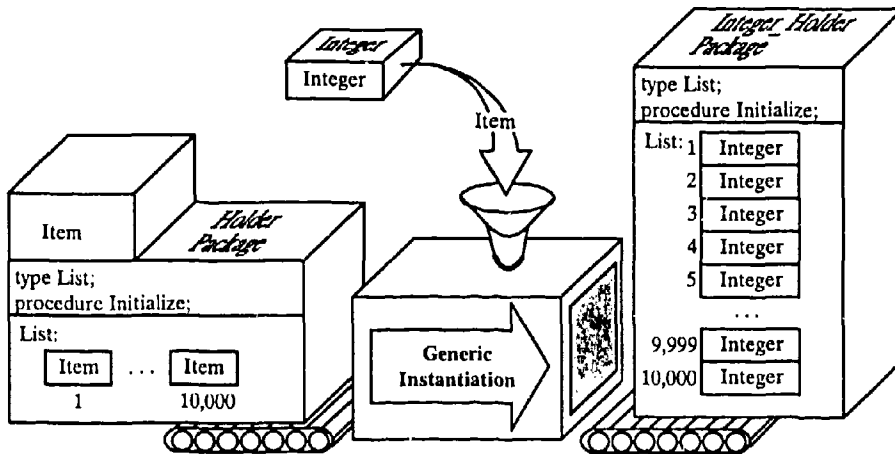 Integer
Integer
Item
Integer_Holder
Package
type List;
procedure Initialize;
List: 1 Integer
2 Integer
3 Integer
4 Integer
5 Integer
...
9,999 Integer
10,000 Integer
Item
Holder
Package
type List;
procedure Initialize;
List:
Item ... Item
1 10,000
Generic
Instantiation